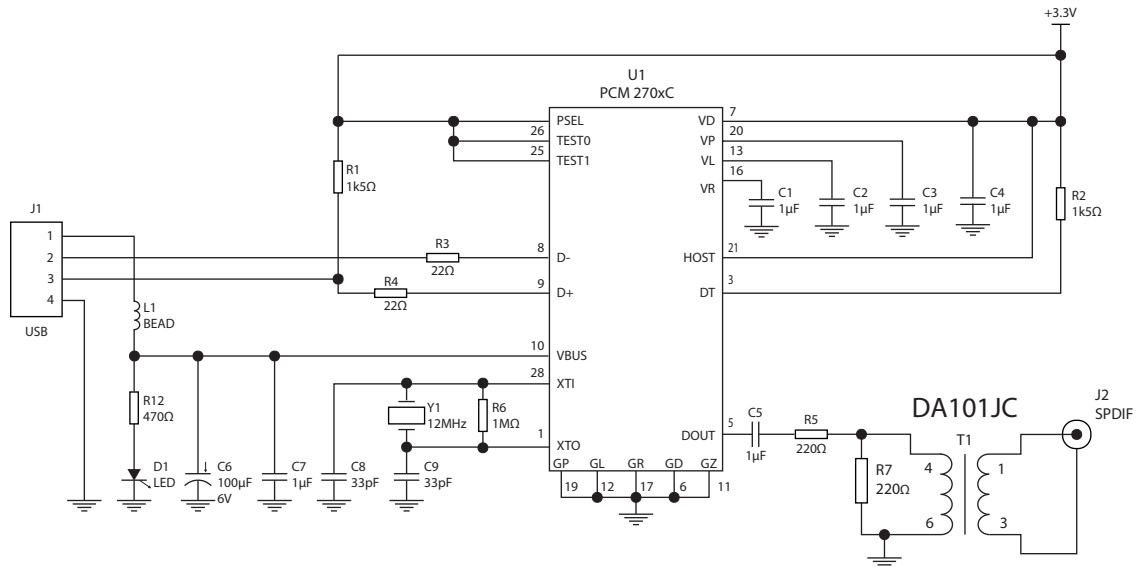 +3.3V
U1
PCM 270xC
PSEL
VD
7
26
TEST0
VP
20
25
TEST1
VL
13
VR
16
R1
1k5Ω
C1
1µF
C2
1µF
C3
1µF
C4
1µF
R2
1k5Ω
J1
1
2
3
4
USB
R3
22Ω
8
D-
HOST
21
R4
22Ω
9
D+
DT
3
L1
BEAD
10
VBUS
28
XTI
R12
470Ω
Y1
12MHz
R6
1MΩ
1
XTO
DOUT
5
C5
1µF
R5
220Ω
DA101JC
J2
SPDIF
T1
4
1
6
3
R7
220Ω
D1
LED
C6
100µF
6V
C7
1µF
C8
33pF
C9
33pF
GP
GL
GR
GD
GZ
19
12
17
6
11